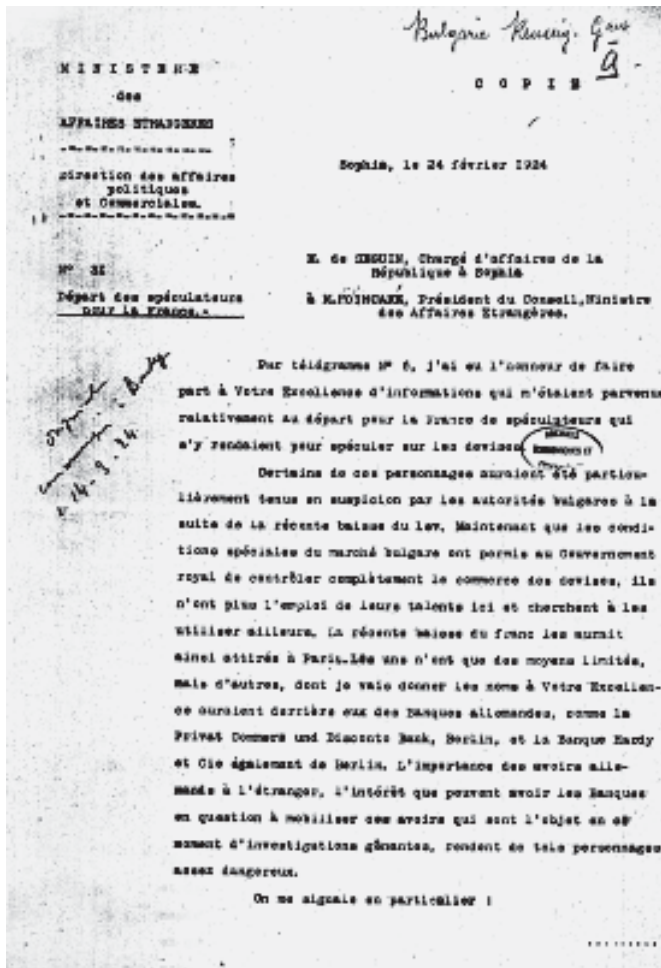 Bulgarie Renseig. Gaux
MINISTERE
COPIE
des
AFFAIRES ETRANGERES
Sophia, le 24 février 1924
Direction des affaires
politiques
et Commerciales.
M. de SEGUIN, Chargé d'affaires de la
République à Sophia
N°
Départ des spéculateurs
pour la France.-
à M.POINCARE, Président du Conseil,Ministre
des Affaires Etrangères.
Par télégramme N° 6, j'ai eu l'honneur de faire
part à Votre Excellence d'informations qui m'étaient parvenues
relativement au départ pour la France de spéculateurs qui
s'y rendaient pour spéculer sur les devises.
Certains de ces personnages auraient été particu-
lièrement tenus en suspicion par les autorités bulgares à la
suite de la récente baisse du lev. Maintenant que les condi-
tions spéciales du marché bulgare ont permis au Gouvernement
royal de contrôler complètement le commerce des devises, ils
n'ont plus l'emploi de leurs talents ici et cherchent à les
utiliser ailleurs. La récente baisse du franc les aurait
ainsi attirés à Paris.Les uns n'ont que des moyens limités,
mais d'autres, dont je vais donner les noms à Votre Excellen-
ce auraient derrière eux des Banques allemandes, comme la
Privat Commerz und Disconto Bank, Berlin, et la Banque Hardy
et Cie également de Berlin. L'importance des avoirs alle-
mands à l'étranger, l'intérêt que peuvent avoir les Banques
en question à mobiliser ces avoirs qui sont l'objet en ce
moment d'investigations gênantes, rendent de tels personnages
assez dangereux.
On me signale en particulier :